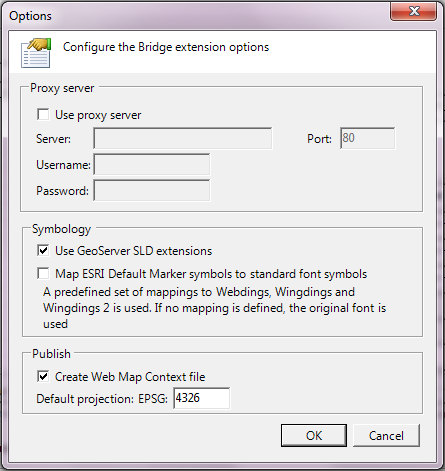 Options
Configure the Bridge extension options
Proxy server
Use proxy server
Server: Port: 80
Username:
Password:
Symbology
Use GeoServer SLD extensions
Map ESRI Default Marker symbols to standard font symbols
A predefined set of mappings to Webdings, Wingdings and
Wingdings 2 is used. If no mapping is defined, the original font is
used
Publish
Create Web Map Context file
Default projection: EPSG: 4326
OK Cancel